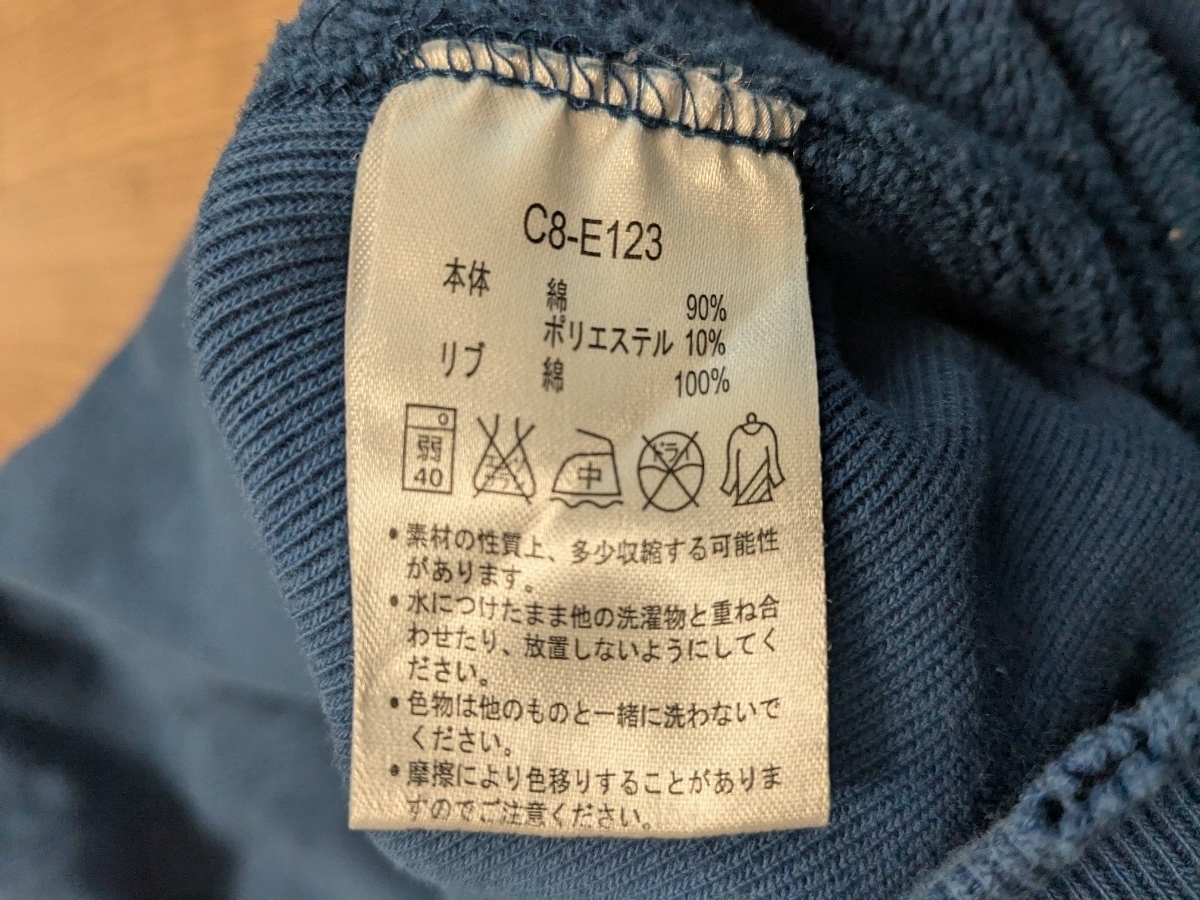 C8-E123
本体 綿 90%
ポリエステル 10%
リブ 綿 100%
弱 40 中 ドライ
•素材の性質上、多少収縮する可能性
があります。
•水につけたまま他の洗濯物と重ね合
わせたり、放置しないようにしてく
ださい。
•色物は他のものと一緒に洗わないで
ください。
•摩擦により色移りすることがありま
すのでご注意ください。